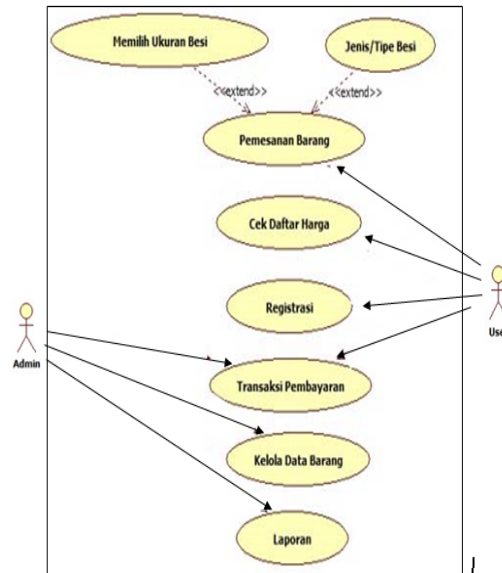 Memilih Ukuran Besi
Jenis/Tipe Besi
<<extend>>
<<extend>>
Pemesanan Barang
Cek Daftar Harga
Registrasi
Use
Admin
Transaksi Pembayaran
Kelola Data Barang
Laporan